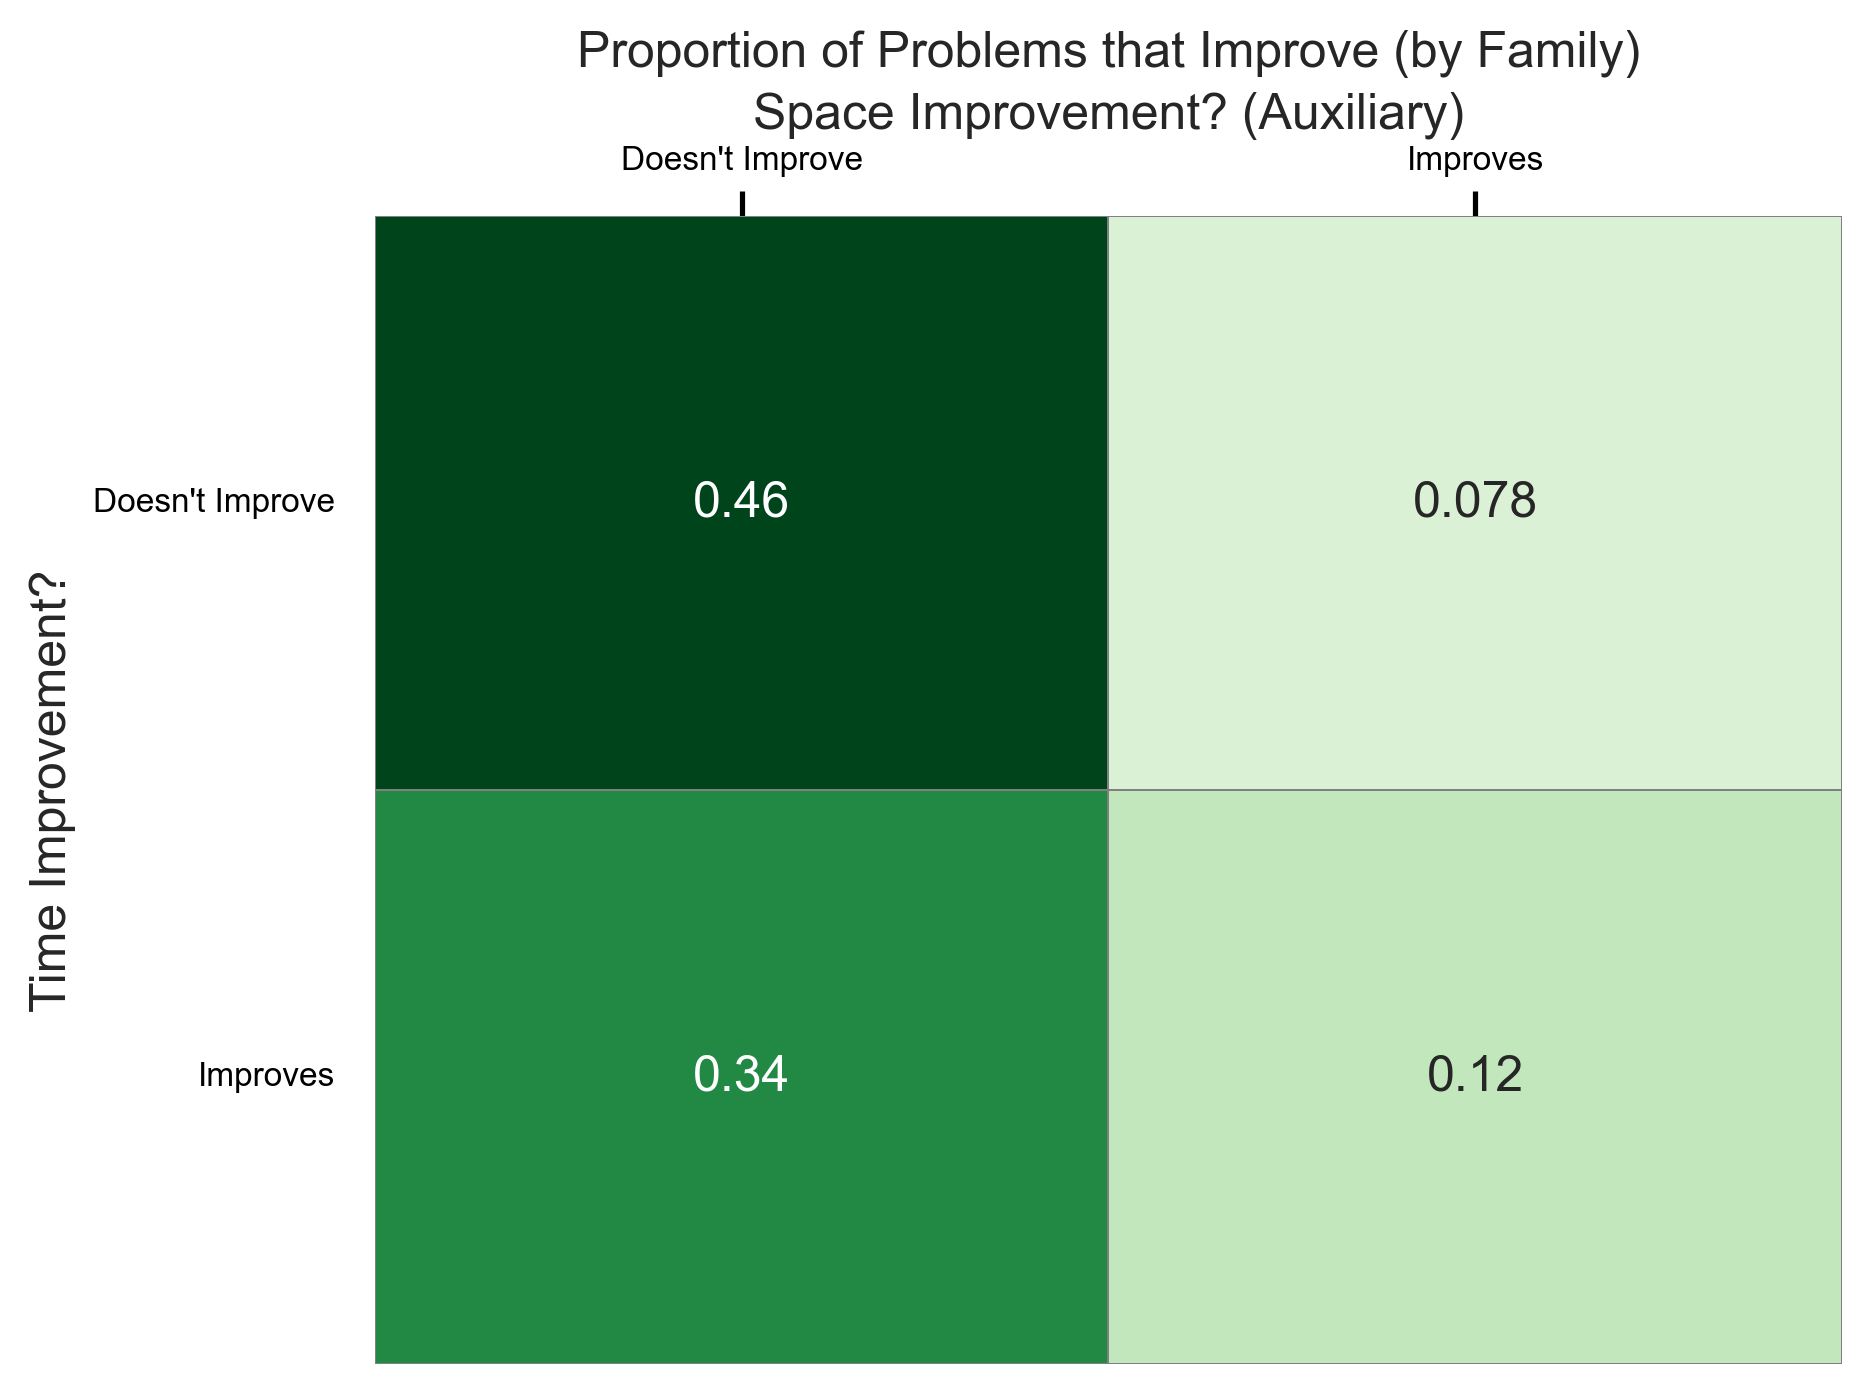 Proportion of Problems that Improve (by Family)
Space Improvement? (Auxiliary)
Doesn't Improve
Improves
Time Improvement?
Doesn't Improve
0.46
0.078
Improves
0.34
0.12